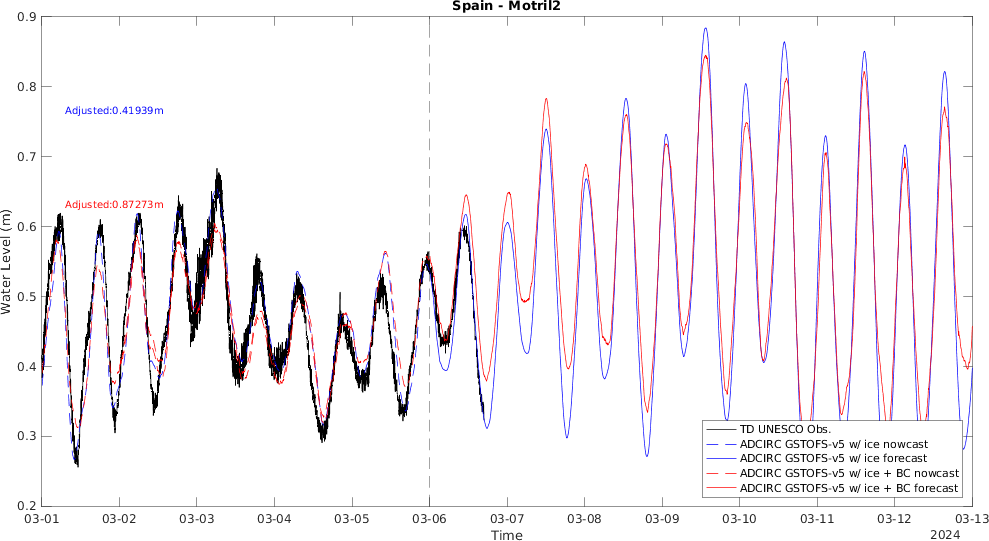 Spain - Motril2
0.9
0.8
0.7
0.6
0.5
0.4
0.3
0.2
Water Level (m)
Adjusted:0.41939m
Adjusted:0.87273m
TD UNESCO Obs.
ADCIRC GSTOFS-v5 w/ ice nowcast
ADCIRC GSTOFS-v5 w/ ice forecast
ADCIRC GSTOFS-v5 w/ ice + BC nowcast
ADCIRC GSTOFS-v5 w/ ice + BC forecast
03-01 03-02 03-03 03-04 03-05 03-06 03-07 03-08 03-09 03-10 03-11 03-12 03-13
Time
2024